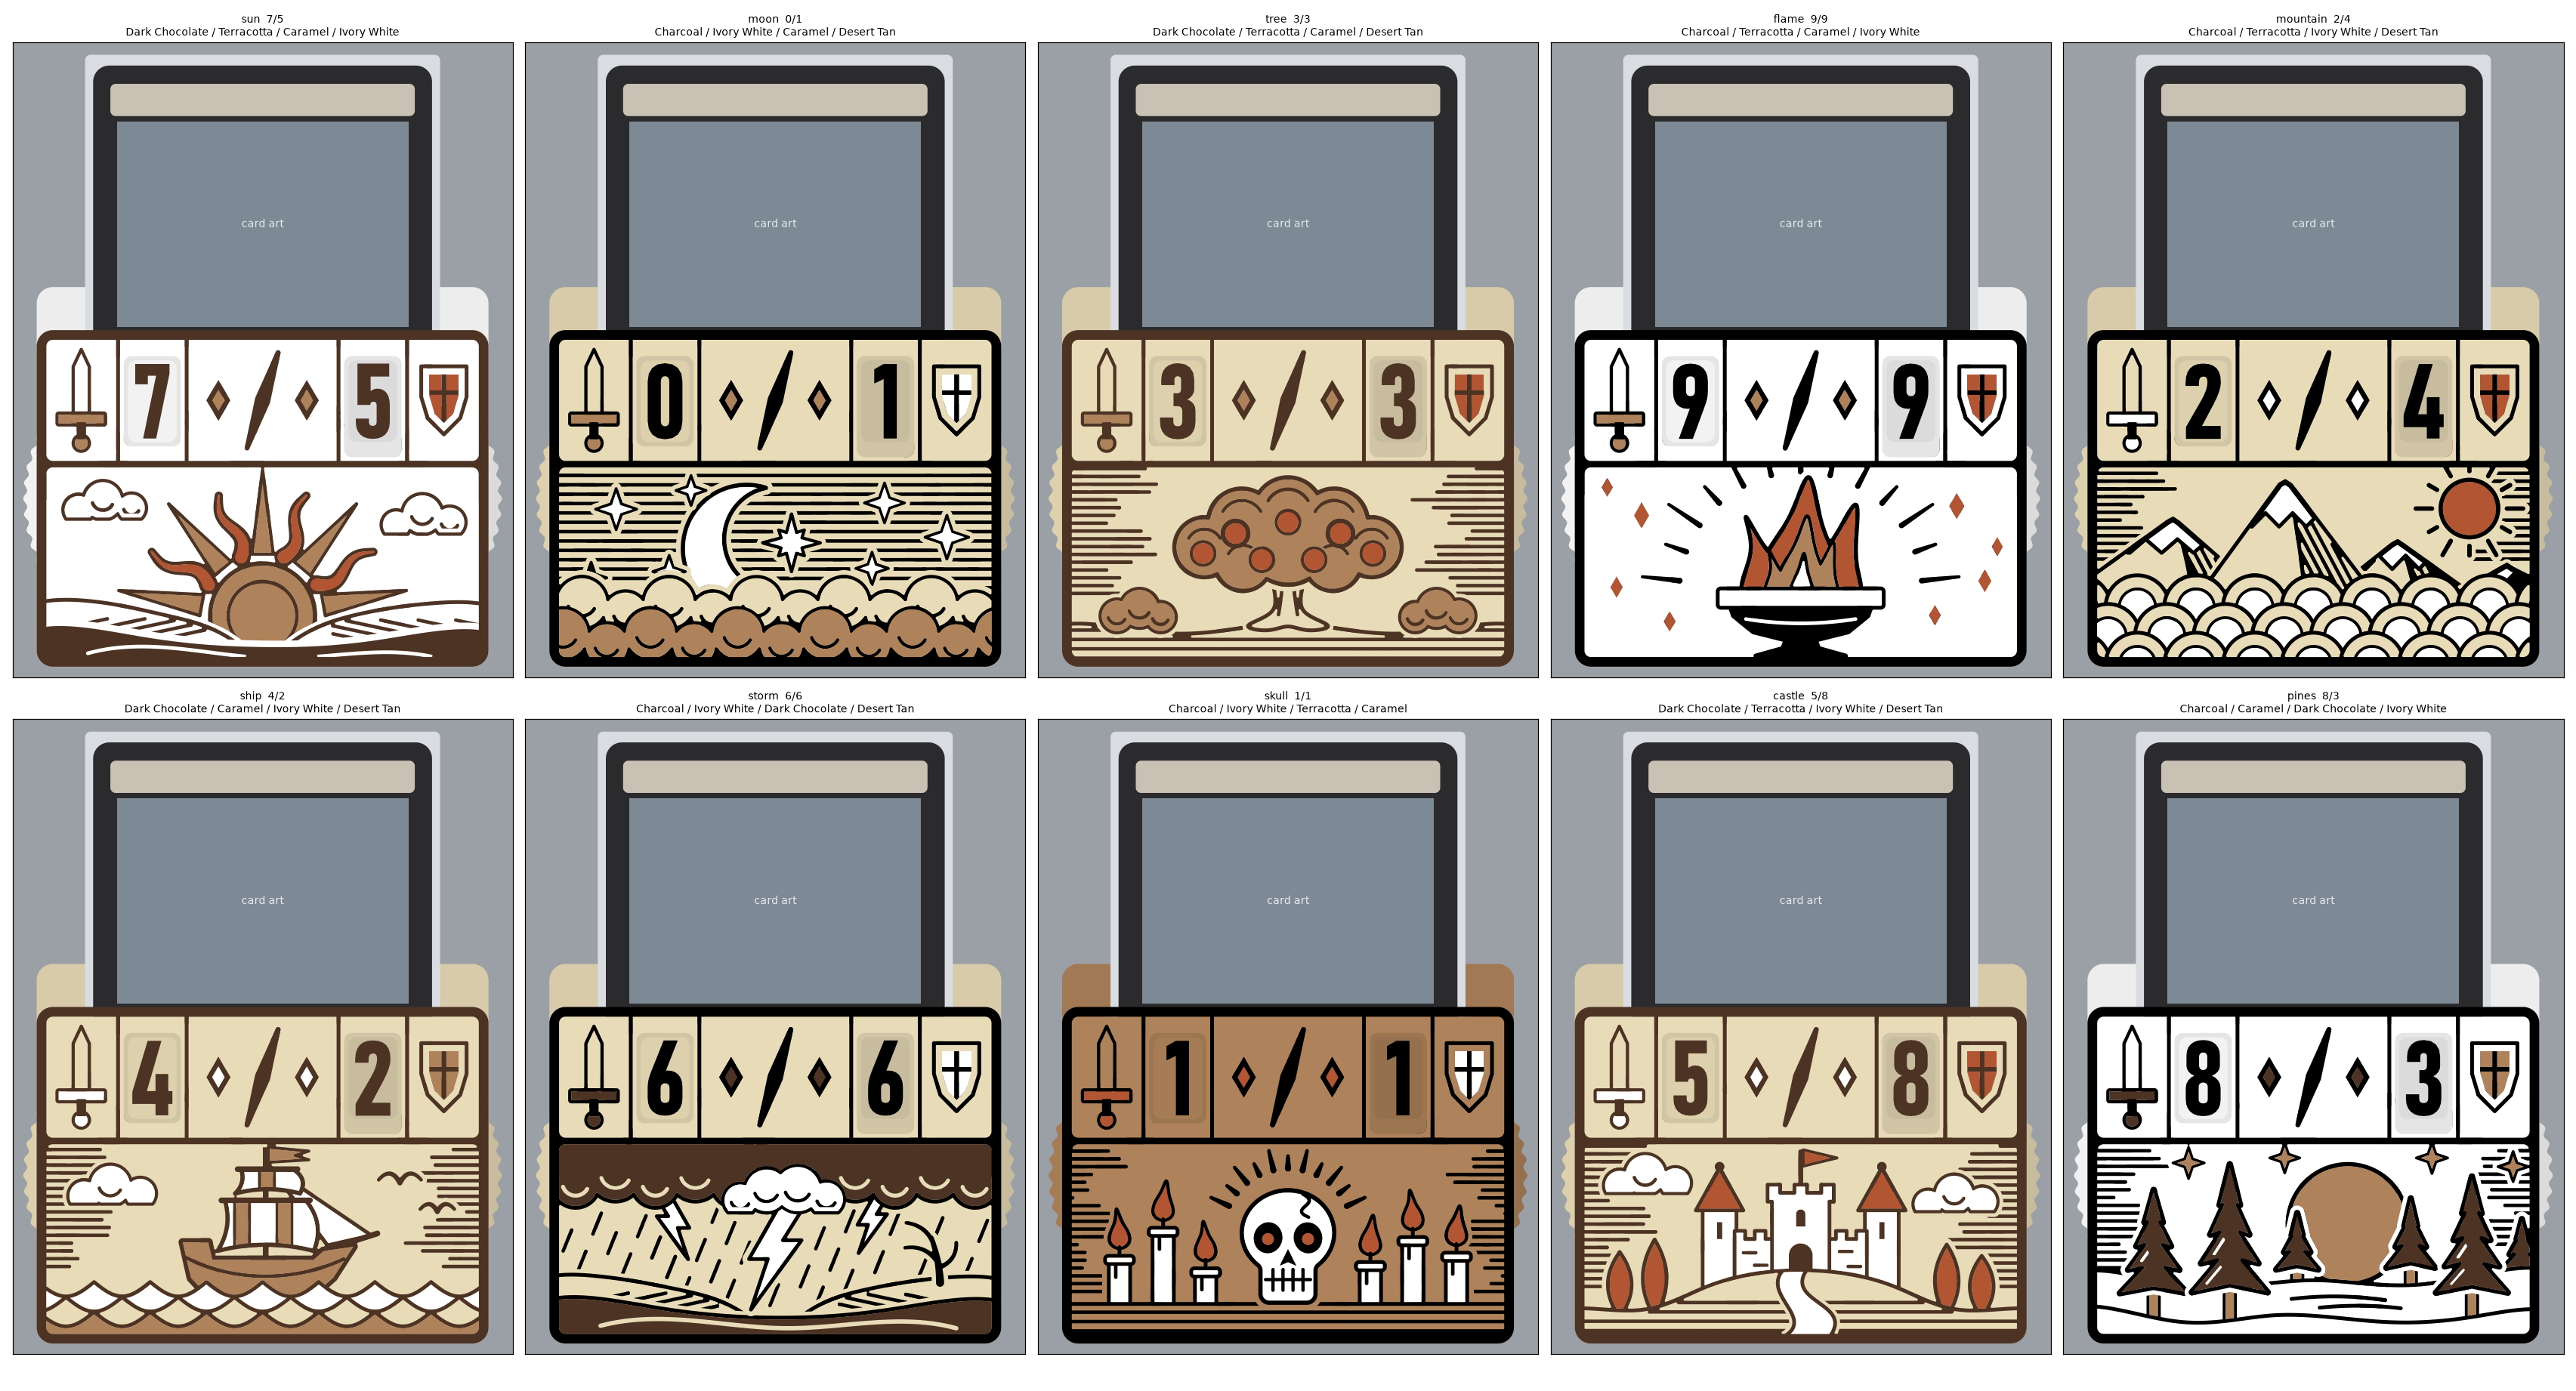 sun 7/5
Dark Chocolate / Terracotta / Caramel / Ivory White
card art
7
5
moon 0/1
Charcoal / Ivory White / Caramel / Desert Tan
card art
0
1
tree 3/3
Dark Chocolate / Terracotta / Caramel / Desert Tan
card art
3
3
flame 9/9
Charcoal / Terracotta / Caramel / Ivory White
card art
9
9
mountain 2/4
Charcoal / Terracotta / Ivory White / Desert Tan
card art
2
4
ship 4/2
Dark Chocolate / Caramel / Ivory White / Desert Tan
card art
4
2
storm 6/6
Charcoal / Ivory White / Dark Chocolate / Desert Tan
card art
6
6
skull 1/1
Charcoal / Ivory White / Terracotta / Caramel
card art
1
1
castle 5/8
Dark Chocolate / Terracotta / Ivory White / Desert Tan
card art
5
8
pines 8/3
Charcoal / Caramel / Dark Chocolate / Ivory White
card art
8
3